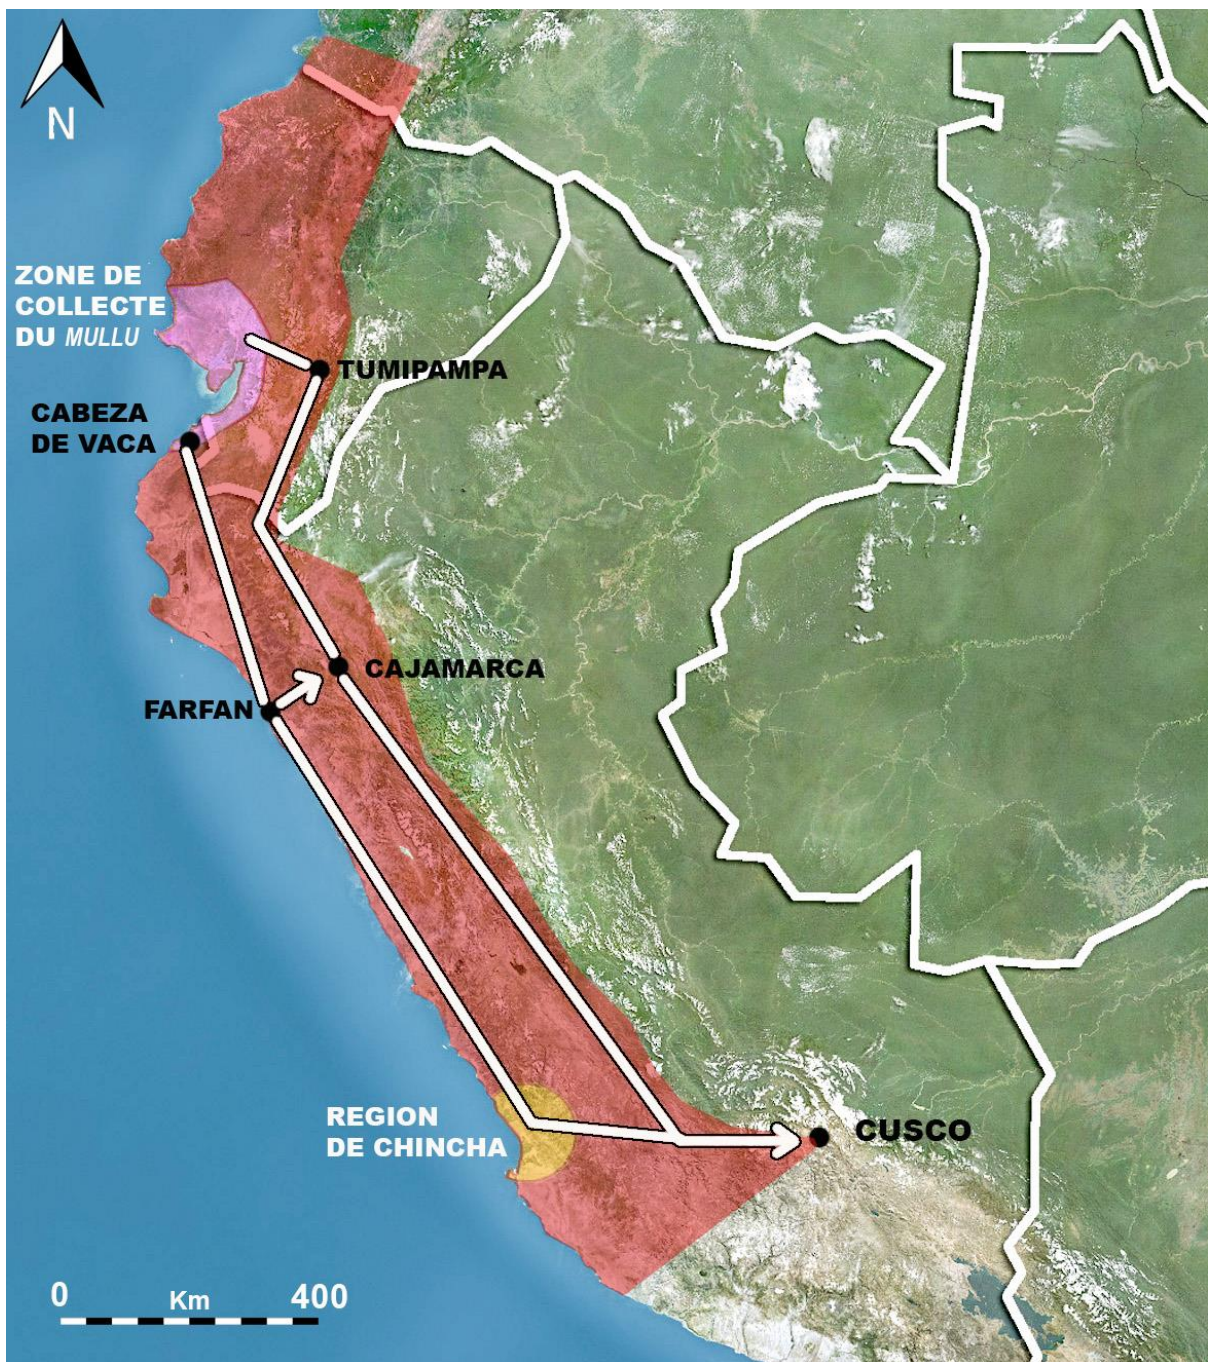 N
ZONE DE
COLLECTE
DU MULLU
TUMIPAMPA
CABEZA
DE VACA
CAJAMARCA
FARFAN
REGION
DE CHINCHA
CUSCO
0 Km 400